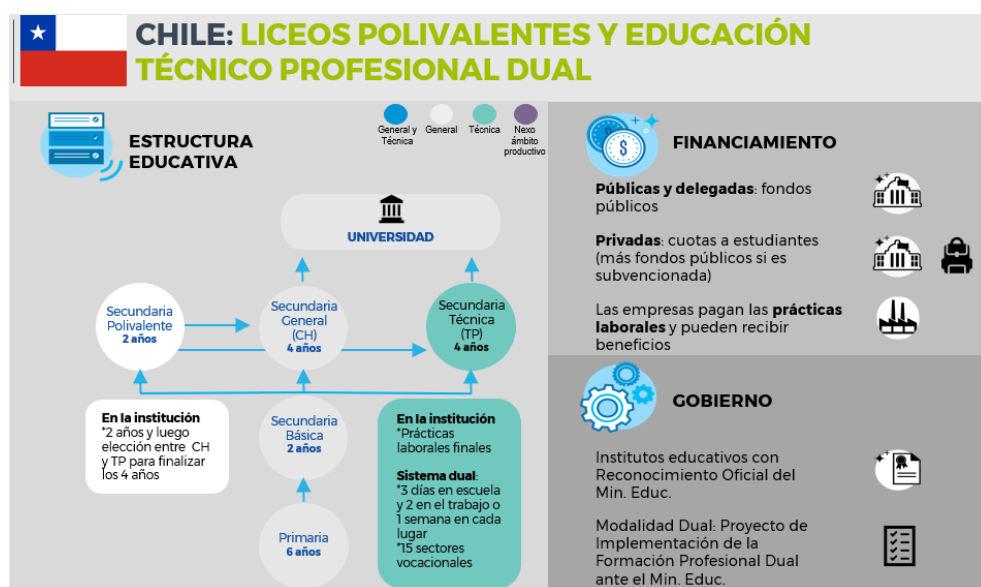 CHILE: LICEOS POLIVALENTES Y EDUCACIÓN
TÉCNICO PROFESIONAL DUAL
ESTRUCTURA
EDUCATIVA
General y
Técnica
General
Técnica
Nexo
ámbito
productivo
UNIVERSIDAD
Secundaria
Polivalente
2 años
Secundaria
General
(CH)
4 años
Secundaria
Técnica
(TP)
4 años
En la institución
*2 años y luego
elección entre CH
y TP para finalizar
los 4 años
Secundaria
Básica
2 años
Primaria
6 años
En la institución
*Prácticas
laborales finales
Sistema dual:
*3 días en escuela
y 2 en el trabajo o
1 semana en cada
lugar
*15 sectores
vocacionales
FINANCIAMIENTO
Públicas y delegadas: fondos
públicos
Privadas: cuotas a estudiantes
(más fondos públicos si es
subvencionada)
Las empresas pagan las prácticas
laborales y pueden recibir
beneficios
GOBIERNO
Institutos educativos con
Reconocimiento Oficial del
Min. Educ.
Modalidad Dual: Proyecto de
Implementación de la
Formación Profesional Dual
ante el Min. Educ.